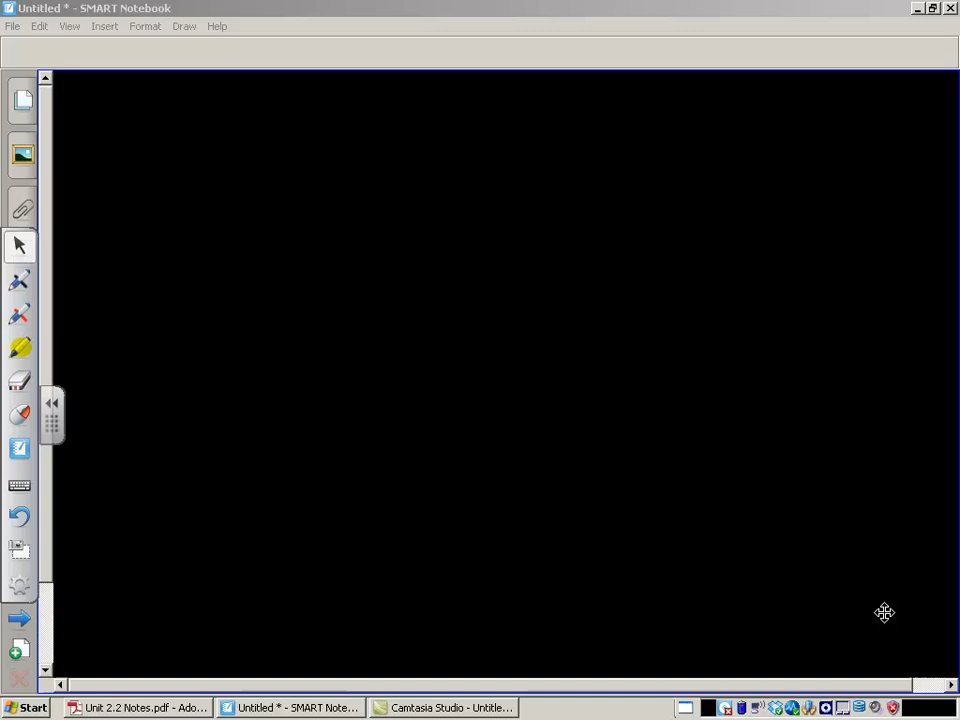 Untitled * - SMART Notebook
File Edit View Insert Format Draw Help
Start Unit 2.2 Notes.pdf - Ado... Untitled * - SMART Note... Camtasia Studio - Untitle...